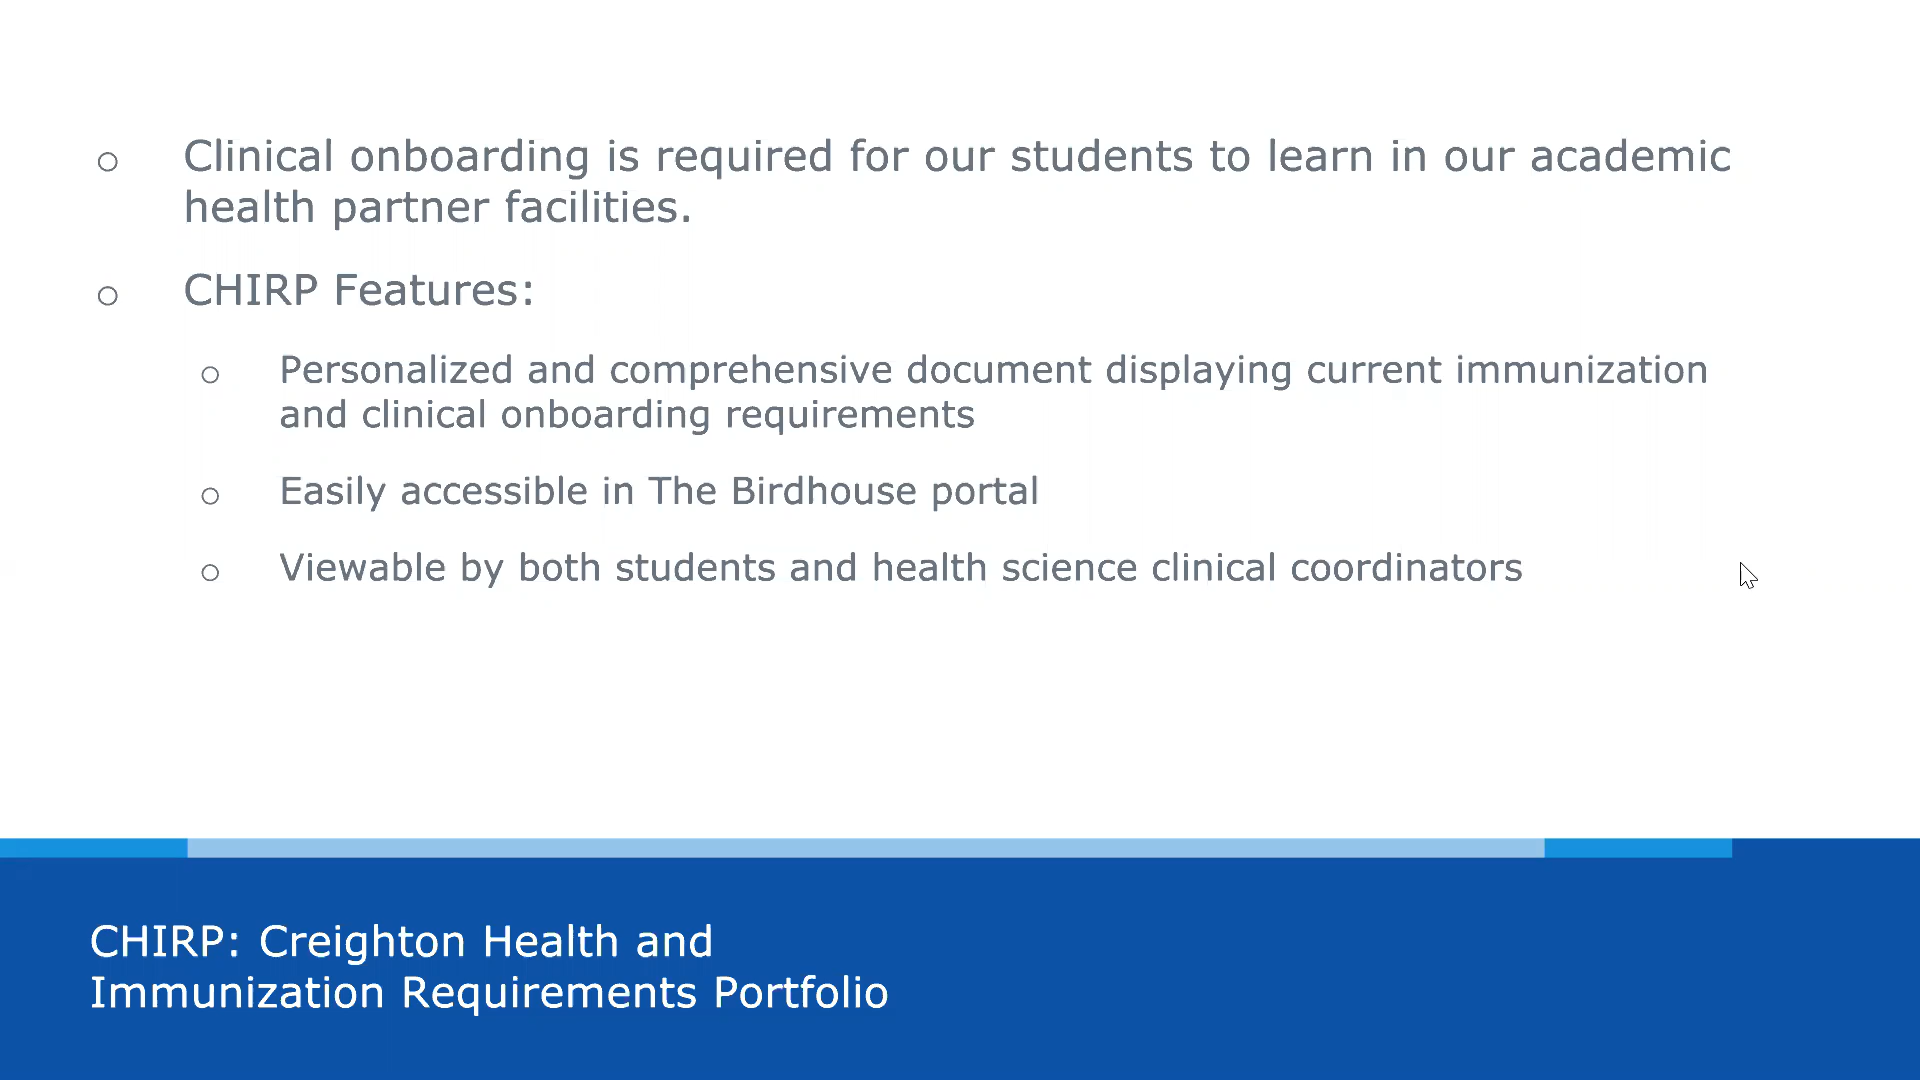 Clinical onboarding is required for our students to learn in our academic
health partner facilities.
CHIRP Features:
Personalized and comprehensive document displaying current immunization
and clinical onboarding requirements
Easily accessible in The Birdhouse portal
Viewable by both students and health science clinical coordinators
CHIRP: Creighton Health and
Immunization Requirements Portfolio